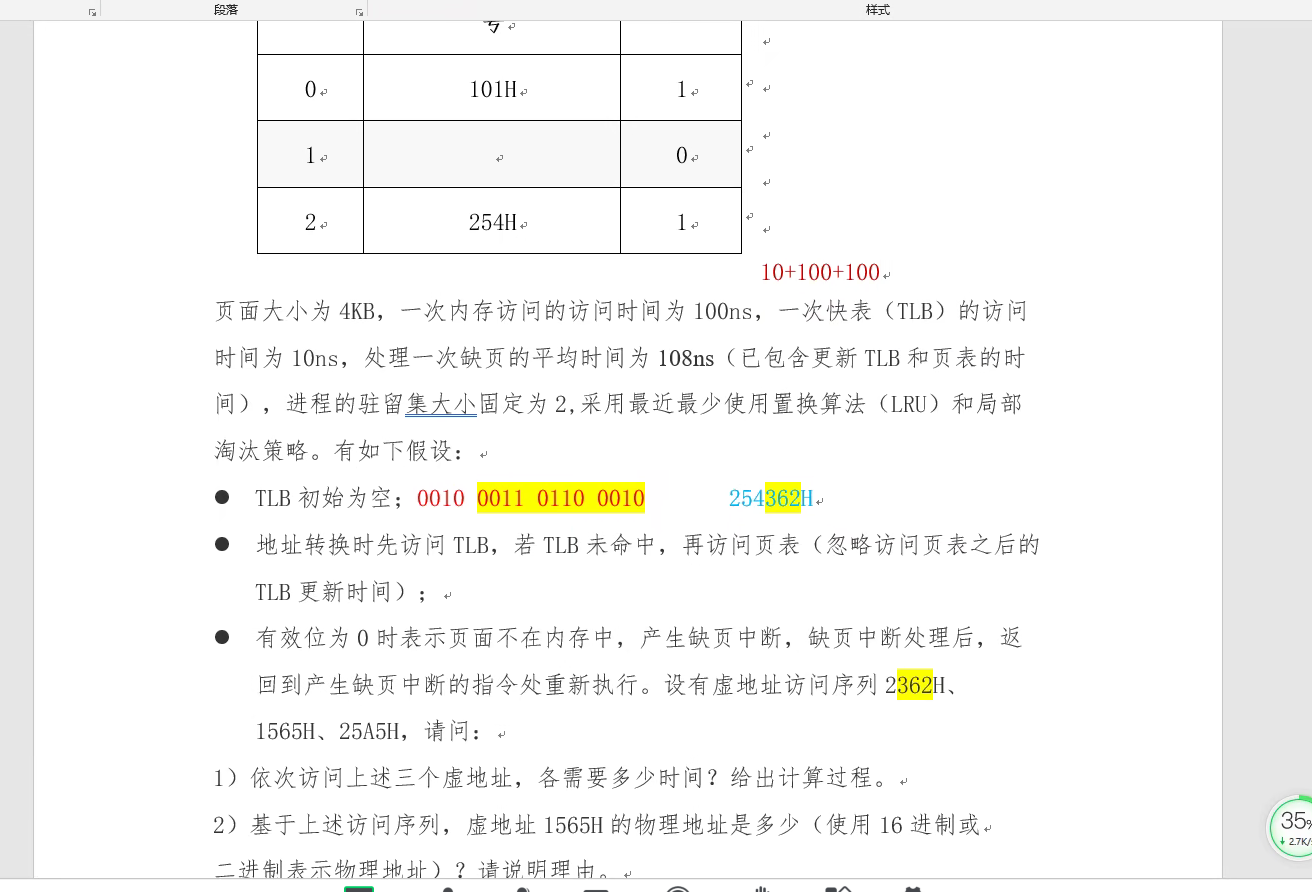 段落 样式
号
0 101H 1
1 0
2 254H 1
10+100+100
页面大小为 4KB，一次内存访问的访问时间为 100ns，一次快表（TLB）的访问
时间为 10ns，处理一次缺页的平均时间为 108ns（已包含更新 TLB 和页表的时
间），进程的驻留集大小固定为 2,采用最近最少使用置换算法（LRU）和局部
淘汰策略。有如下假设：
● TLB 初始为空；0010 0011 0110 0010 254362H
● 地址转换时先访问 TLB，若 TLB 未命中，再访问页表（忽略访问页表之后的
TLB 更新时间）；
● 有效位为 0 时表示页面不在内存中，产生缺页中断，缺页中断处理后，返
回到产生缺页中断的指令处重新执行。设有虚地址访问序列 2362H、
1565H、25A5H，请问：
1）依次访问上述三个虚地址，各需要多少时间？给出计算过程。
2）基于上述访问序列，虚地址 1565H 的物理地址是多少（使用 16 进制或
二进制表示物理地址）？请说明理由。
35%
2.7K/